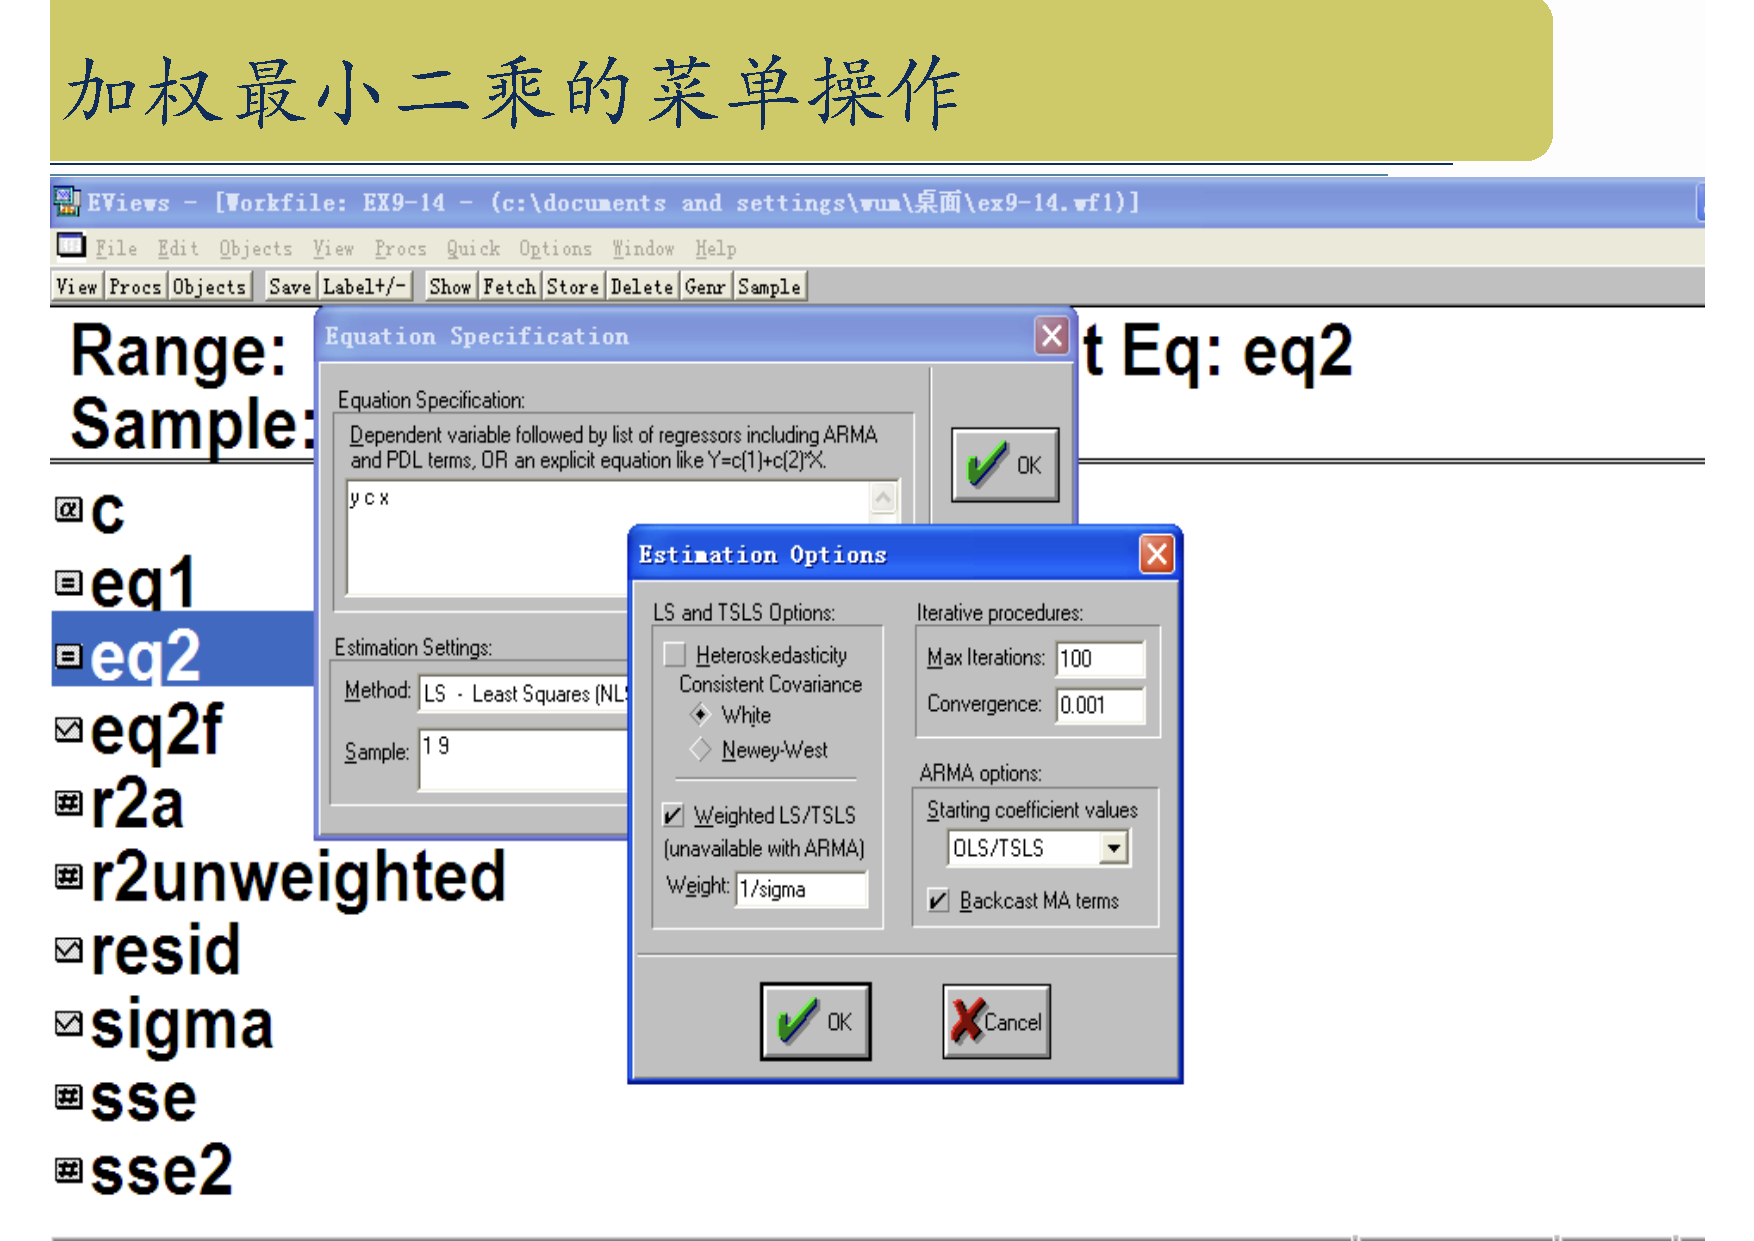 加权最小二乘的菜单操作
EViews - [Workfile: EX9-14 - (c:\documents and settings\wum\桌面\ex9-14.wf1)]
File Edit Objects View Procs Quick Options Window Help
View Procs Objects Save Label+/- Show Fetch Store Delete Genr Sample
Range:
t Eq: eq2
Sample:
c
eq1
eq2
eq2f
r2a
r2unweighted
resid
sigma
sse
sse2
Equation Specification
Equation Specification:
Dependent variable followed by list of regressors including ARMA
and PDL terms, OR an explicit equation like Y=c(1)+c(2)*X.
y c x
OK
Estimation Settings:
Method: LS - Least Squares (NLS
Sample: 1 9
Estimation Options
LS and TSLS Options:
Heteroskedasticity
Consistent Covariance
White
Newey-West
Weighted LS/TSLS
(unavailable with ARMA)
Weight: 1/sigma
Iterative procedures:
Max Iterations: 100
Convergence: 0.001
ARMA options:
Starting coefficient values
OLS/TSLS
Backcast MA terms
OK
Cancel